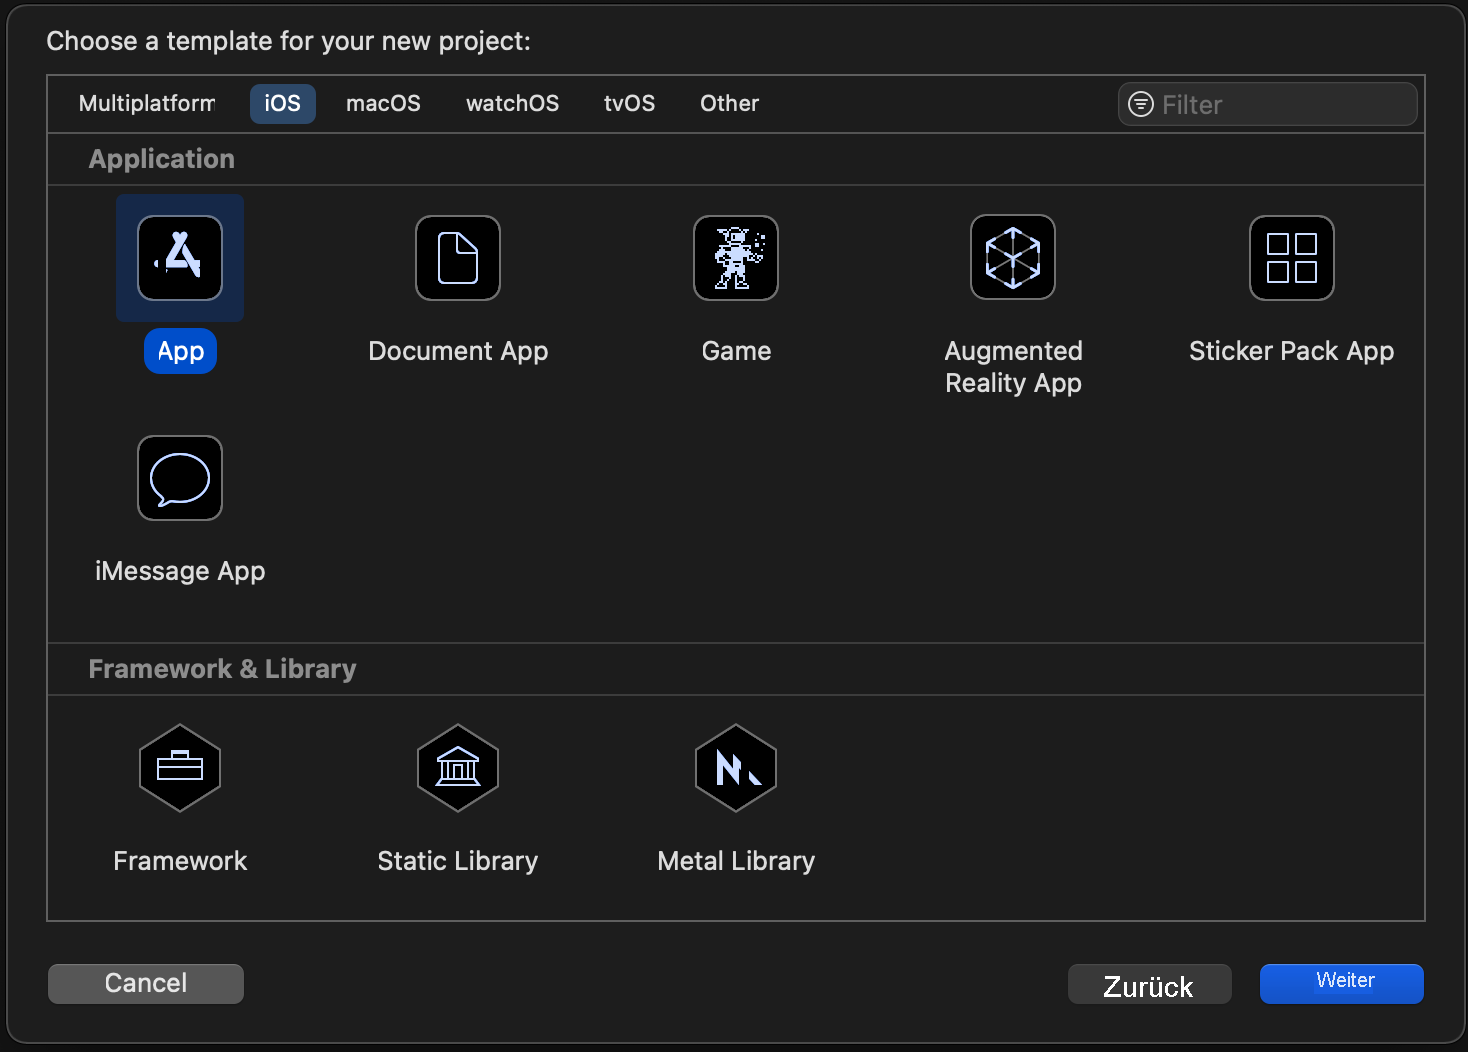 Choose a template for your new project:
Multiplatform iOS macOS watchOS tvOS Other Filter
Application
App Document App Game Augmented Reality App Sticker Pack App
iMessage App
Framework & Library
Framework Static Library Metal Library
Cancel Zurück Weiter